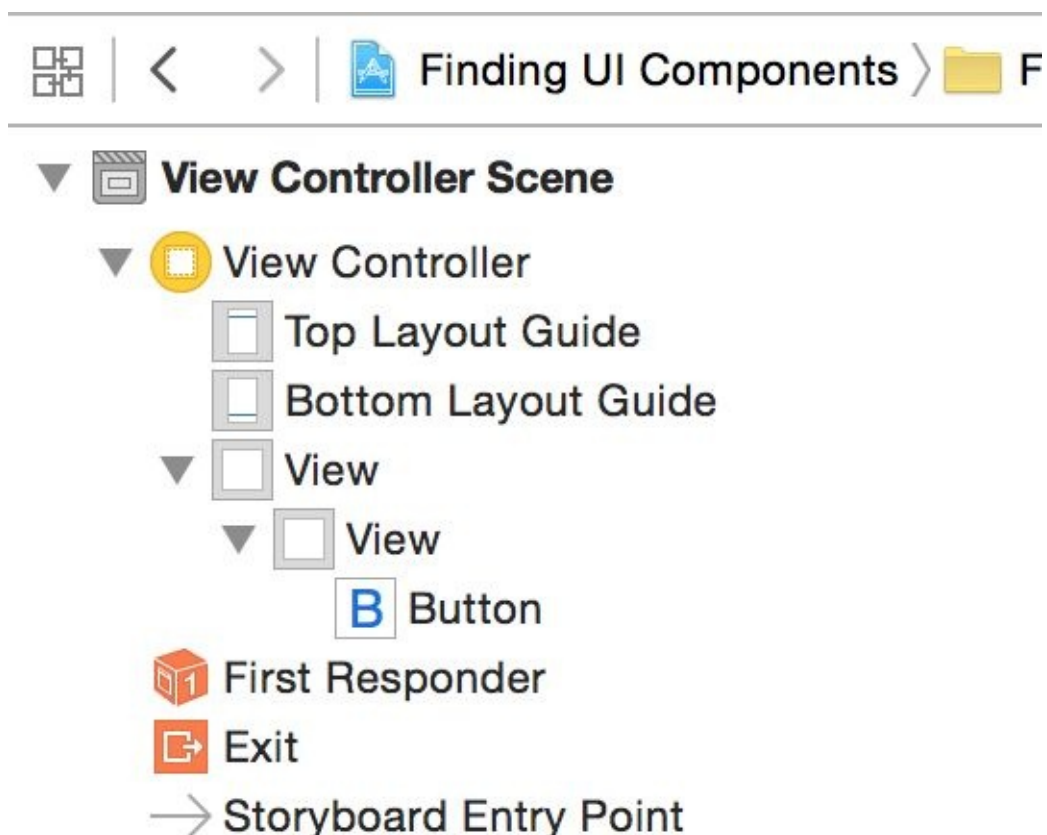 Finding UI Components F
View Controller Scene
View Controller
Top Layout Guide
Bottom Layout Guide
View
View
B Button
1 First Responder
Exit
Storyboard Entry Point